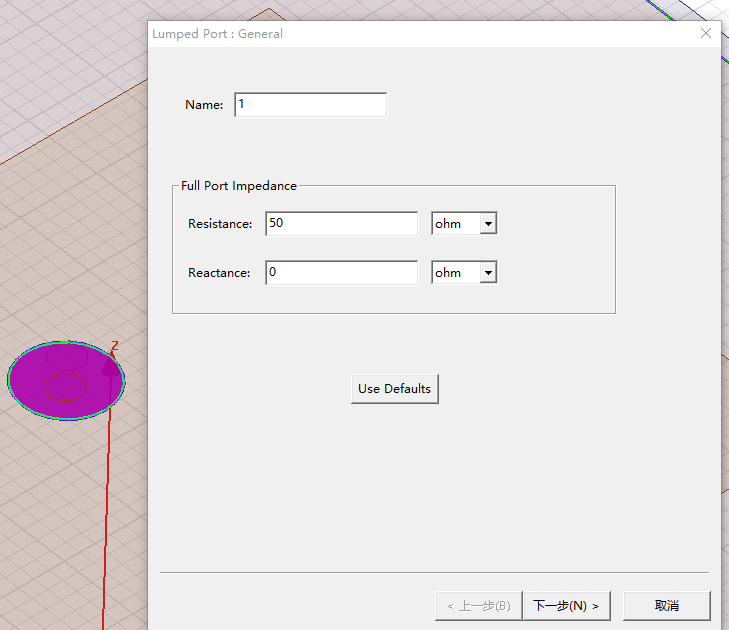 Lumped Port : General
Name: 1
Full Port Impedance
Resistance: 50 ohm
Reactance: 0 ohm
Z
Use Defaults
< 上一步(B) 下一步(N) > 取消